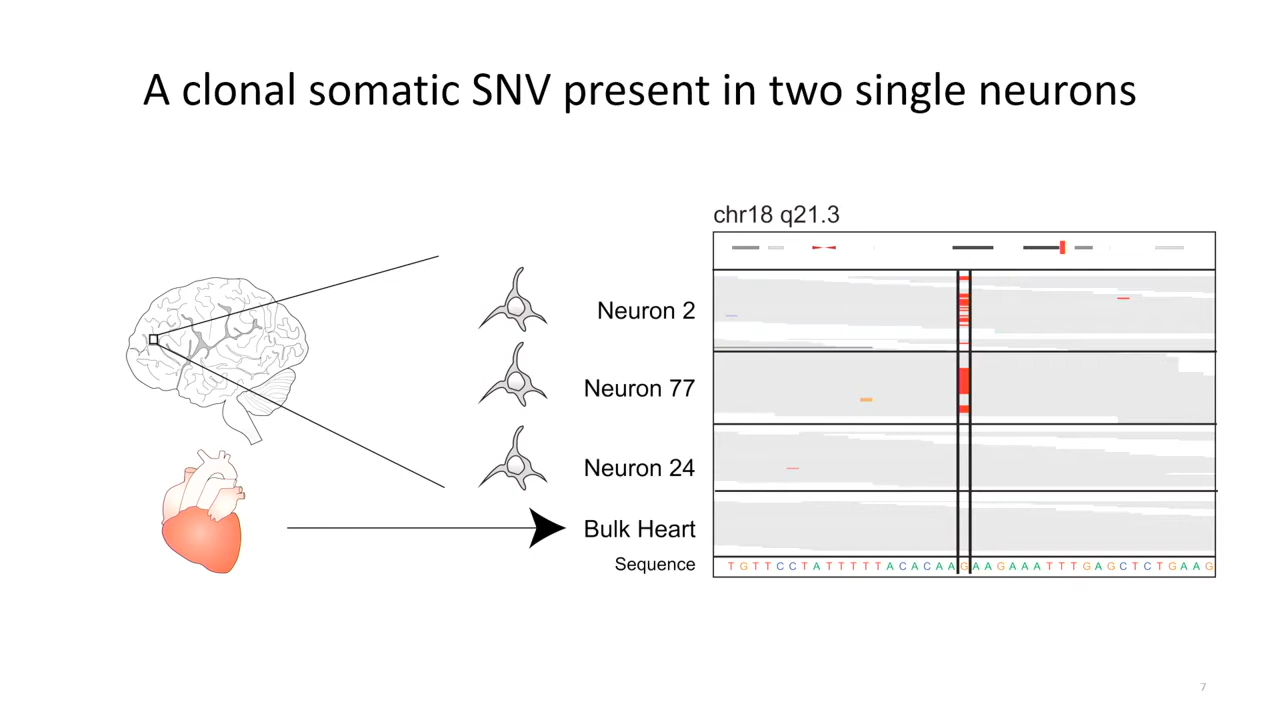 A clonal somatic SNV present in two single neurons
chr18 q21.3
Neuron 2
Neuron 77
Neuron 24
Bulk Heart
Sequence
T G T T C C T A T T T T T A C A C A A G A A G A A A T T T G A G C T C T G A A G
7